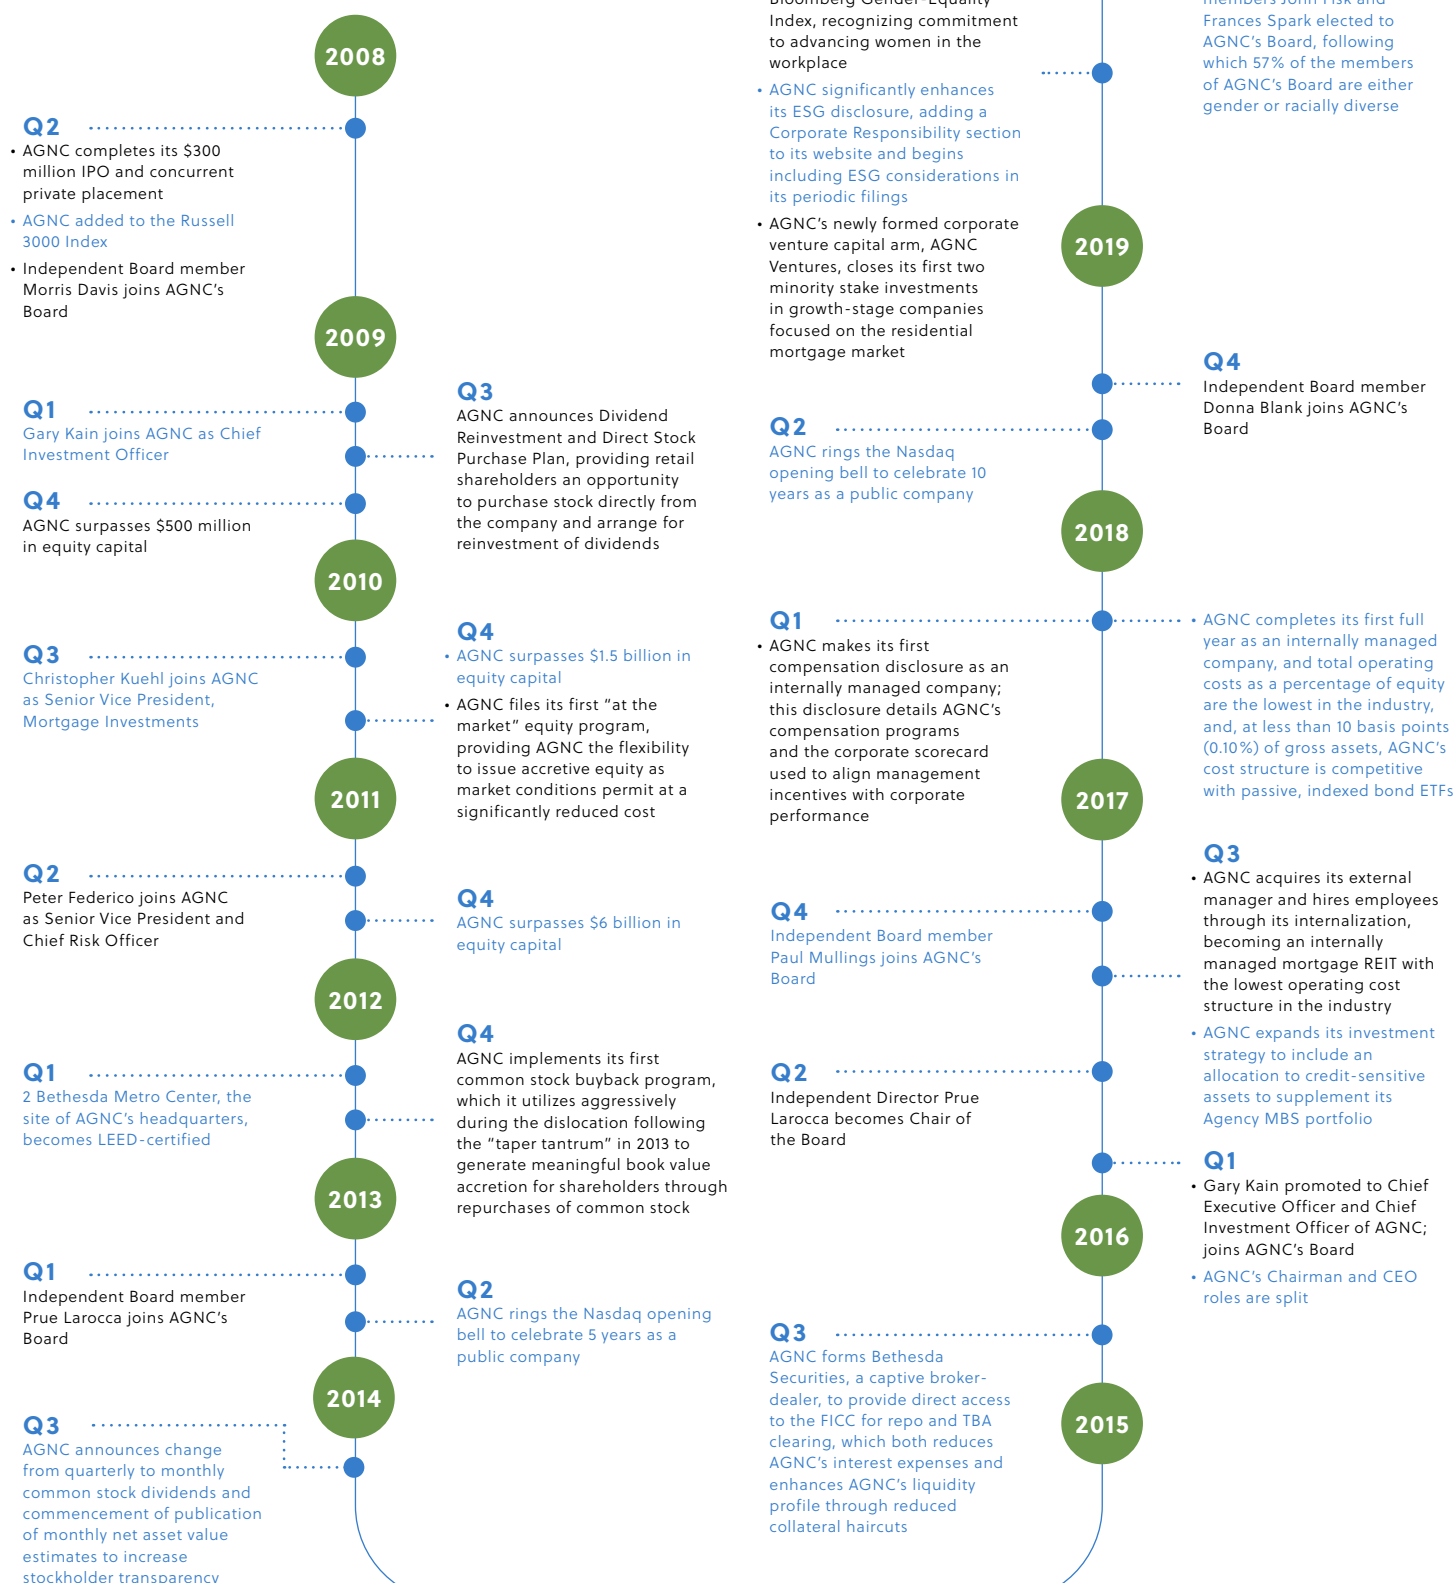 2008
Q2
• AGNC completes its $300
million IPO and concurrent
private placement
• AGNC added to the Russell
3000 Index
• Independent Board member
Morris Davis joins AGNC’s
Board
2009
Q1
Gary Kain joins AGNC as Chief
Investment Officer
Q3
AGNC announces Dividend
Reinvestment and Direct Stock
Purchase Plan, providing retail
shareholders an opportunity
to purchase stock directly from
the company and arrange for
reinvestment of dividends
Q4
AGNC surpasses $500 million
in equity capital
2010
Q3
Christopher Kuehl joins AGNC
as Senior Vice President,
Mortgage Investments
Q4
• AGNC surpasses $1.5 billion in
equity capital
• AGNC files its first “at the
market” equity program,
providing AGNC the flexibility
to issue accretive equity as
market conditions permit at a
significantly reduced cost
2011
Q2
Peter Federico joins AGNC
as Senior Vice President and
Chief Risk Officer
Q4
AGNC surpasses $6 billion in
equity capital
2012
Q1
2 Bethesda Metro Center, the
site of AGNC’s headquarters,
becomes LEED-certified
Q4
AGNC implements its first
common stock buyback program,
which it utilizes aggressively
during the dislocation following
the “taper tantrum” in 2013 to
generate meaningful book value
accretion for shareholders through
repurchases of common stock
2013
Q1
Independent Board member
Prue Larocca joins AGNC’s
Board
Q2
AGNC rings the Nasdaq opening
bell to celebrate 5 years as a
public company
2014
Q3
AGNC announces change
from quarterly to monthly
common stock dividends and
commencement of publication
of monthly net asset value
estimates to increase
stockholder transparency
Bloomberg Gender-Equality
Index, recognizing commitment
to advancing women in the
workplace
• AGNC significantly enhances
its ESG disclosure, adding a
Corporate Responsibility section
to its website and begins
including ESG considerations in
its periodic filings
• AGNC’s newly formed corporate
venture capital arm, AGNC
Ventures, closes its first two
minority stake investments
in growth-stage companies
focused on the residential
mortgage market
members John Fisk and
Frances Spark elected to
AGNC’s Board, following
which 57% of the members
of AGNC’s Board are either
gender or racially diverse
2019
Q4
Independent Board member
Donna Blank joins AGNC’s
Board
Q2
AGNC rings the Nasdaq
opening bell to celebrate 10
years as a public company
2018
Q1
• AGNC makes its first
compensation disclosure as an
internally managed company;
this disclosure details AGNC’s
compensation programs
and the corporate scorecard
used to align management
incentives with corporate
performance
• AGNC completes its first full
year as an internally managed
company, and total operating
costs as a percentage of equity
are the lowest in the industry,
and, at less than 10 basis points
(0.10%) of gross assets, AGNC’s
cost structure is competitive
with passive, indexed bond ETFs
2017
Q4
Independent Board member
Paul Mullings joins AGNC’s
Board
Q3
• AGNC acquires its external
manager and hires employees
through its internalization,
becoming an internally
managed mortgage REIT with
the lowest operating cost
structure in the industry
• AGNC expands its investment
strategy to include an
allocation to credit-sensitive
assets to supplement its
Agency MBS portfolio
Q2
Independent Director Prue
Larocca becomes Chair of
the Board
Q1
• Gary Kain promoted to Chief
Executive Officer and Chief
Investment Officer of AGNC;
joins AGNC’s Board
• AGNC’s Chairman and CEO
roles are split
2016
Q3
AGNC forms Bethesda
Securities, a captive broker-
dealer, to provide direct access
to the FICC for repo and TBA
clearing, which both reduces
AGNC’s interest expenses and
enhances AGNC’s liquidity
profile through reduced
collateral haircuts
2015